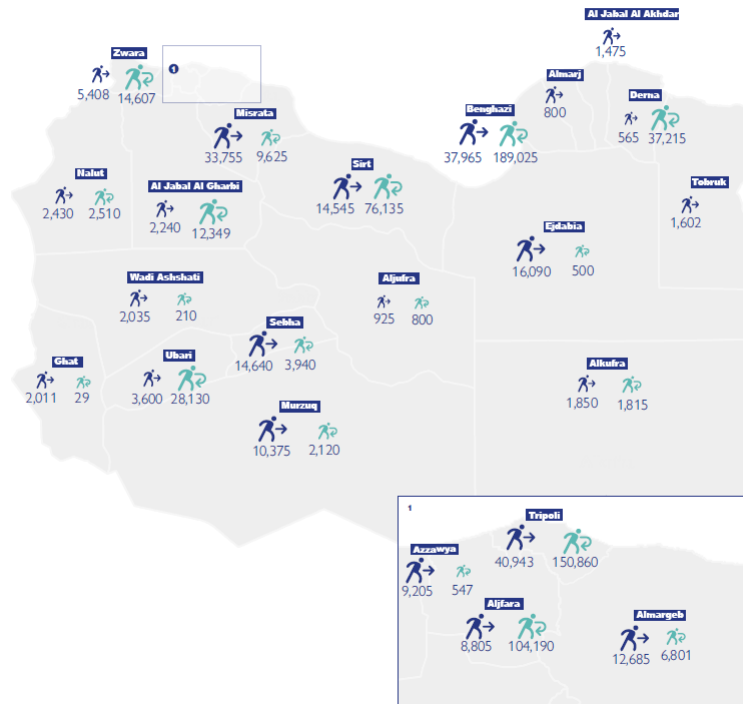 Al Jabal Al Akhdar
1,475
Zwara
5,408 14,607
1
Almarj
800
Derna
565 37,215
Benghazi
37,965 189,025
Misrata
33,755 9,625
Sirt
14,545 76,135
Nalut
2,430 2,510
Al Jabal Al Gharbi
2,240 12,349
Tobruk
1,602
Ejdabia
16,090 500
Wadi Ashshati
2,035 210
Aljufra
925 800
Sebha
14,640 3,940
Ghat
2,011 29
Ubari
3,600 28,130
Alkufra
1,850 1,815
Murzuq
10,375 2,120
1
Tripoli
40,943 150,860
Azzawya
9,205 547
Aljfara
8,805 104,190
Almargeb
12,685 6,801